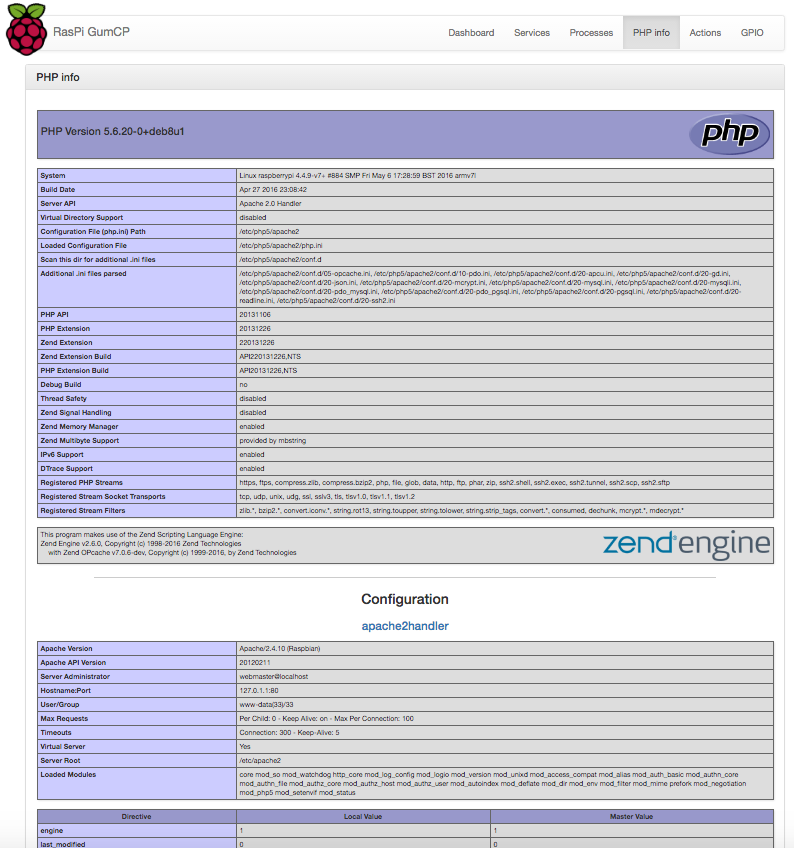 RasPi GumCP
Dashboard Services Processes PHP info Actions GPIO
PHP info
PHP Version 5.6.20-0+deb8u1
php
System Linux raspberrypi 4.4.9-v7+ #884 SMP Fri May 6 17:28:59 BST 2016 armv7l
Build Date Apr 27 2016 23:08:42
Server API Apache 2.0 Handler
Virtual Directory Support disabled
Configuration File (php.ini) Path /etc/php5/apache2
Loaded Configuration File /etc/php5/apache2/php.ini
Scan this dir for additional .ini files /etc/php5/apache2/conf.d
Additional .ini files parsed /etc/php5/apache2/conf.d/05-opcache.ini, /etc/php5/apache2/conf.d/10-pdo.ini, /etc/php5/apache2/conf.d/20-apcu.ini, /etc/php5/apache2/conf.d/20-gd.ini,
/etc/php5/apache2/conf.d/20-json.ini, /etc/php5/apache2/conf.d/20-mcrypt.ini, /etc/php5/apache2/conf.d/20-mysql.ini, /etc/php5/apache2/conf.d/20-mysqli.ini,
/etc/php5/apache2/conf.d/20-pdo_mysql.ini, /etc/php5/apache2/conf.d/20-pdo_pgsql.ini, /etc/php5/apache2/conf.d/20-pgsql.ini, /etc/php5/apache2/conf.d/20-
readline.ini, /etc/php5/apache2/conf.d/20-ssh2.ini
PHP API 20131106
PHP Extension 20131226
Zend Extension 220131226
Zend Extension Build API220131226,NTS
PHP Extension Build API20131226,NTS
Debug Build no
Thread Safety disabled
Zend Signal Handling disabled
Zend Memory Manager enabled
Zend Multibyte Support provided by mbstring
IPv6 Support enabled
DTrace Support enabled
Registered PHP Streams https, ftps, compress.zlib, compress.bzip2, php, file, glob, data, http, ftp, phar, zip, ssh2.shell, ssh2.exec, ssh2.tunnel, ssh2.scp, ssh2.sftp
Registered Stream Socket Transports tcp, udp, unix, udg, ssl, sslv3, tls, tlsv1.0, tlsv1.1, tlsv1.2
Registered Stream Filters zlib.*, bzip2.*, convert.iconv.*, string.rot13, string.toupper, string.tolower, string.strip_tags, convert.*, consumed, dechunk, mcrypt.*, mdecrypt.*
This program makes use of the Zend Scripting Language Engine:
Zend Engine v2.6.0, Copyright (c) 1998-2016 Zend Technologies
with Zend OPcache v7.0.6-dev, Copyright (c) 1999-2016, by Zend Technologies
zend®engine
Configuration
apache2handler
Apache Version Apache/2.4.10 (Raspbian)
Apache API Version 20120211
Server Administrator webmaster@localhost
Hostname:Port 127.0.1.1:80
User/Group www-data(33)/33
Max Requests Per Child: 0 - Keep Alive: on - Max Per Connection: 100
Timeouts Connection: 300 - Keep-Alive: 5
Virtual Server Yes
Server Root /etc/apache2
Loaded Modules core mod_so mod_watchdog http_core mod_log_config mod_logio mod_version mod_unixd mod_access_compat mod_alias mod_auth_basic mod_authn_core
mod_authn_file mod_authz_core mod_authz_host mod_authz_user mod_autoindex mod_deflate mod_dir mod_env mod_filter mod_mime prefork mod_negotiation
mod_php5 mod_setenvif mod_status
Directive Local Value Master Value
engine 1 1
last_modified 0 0